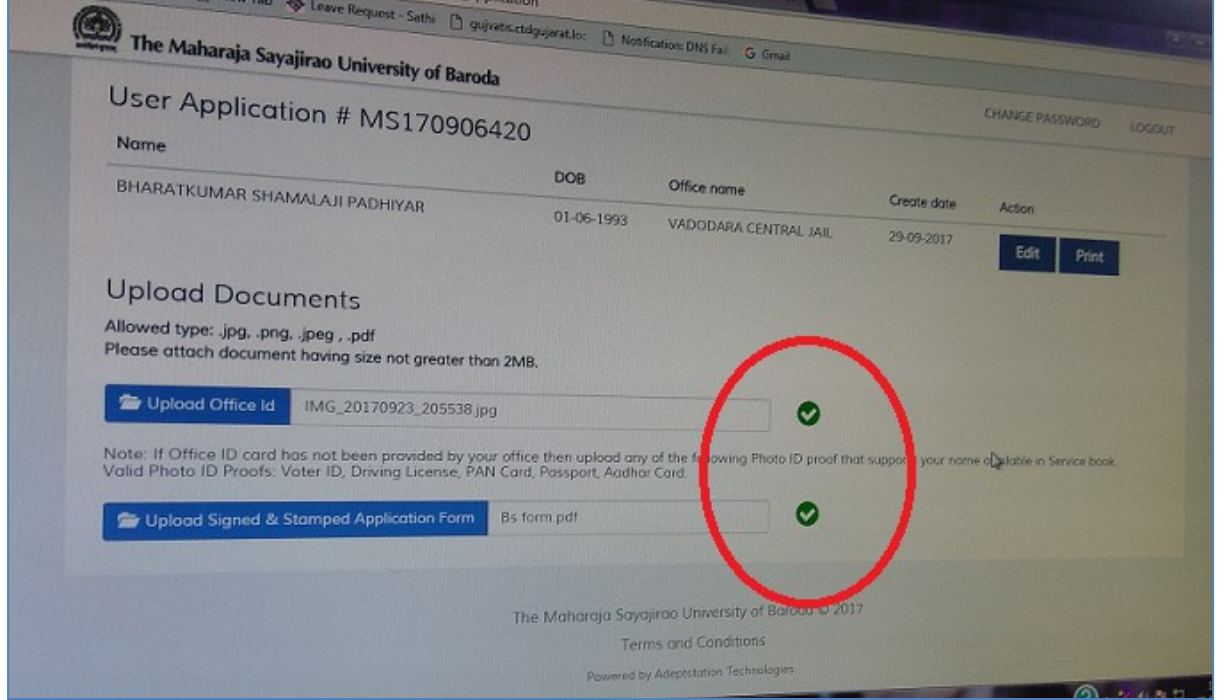 Leave Request - Sathi
gujvatis.ctdgujarat.loc
Notification: DNS Fail
G Gmail
The Maharaja Sayajirao University of Baroda
CHANGE PASSWORD
LOGOUT
User Application # MS170906420
Name
DOB
Office name
Create date
Action
BHARATKUMAR SHAMALAJI PADHIYAR
01-06-1993
VADODARA CENTRAL JAIL
29-09-2017
Edit
Print
Upload Documents
Allowed type: .jpg, .png, .jpeg , .pdf
Please attach document having size not greater than 2MB.
Upload Office Id
IMG_20170923_205538.jpg
Note: If Office ID card has not been provided by your office then upload any of the following Photo ID proof that support your name available in Service book.
Valid Photo ID Proofs: Voter ID, Driving License, PAN Card, Passport, Aadhar Card.
Upload Signed & Stamped Application Form
Bs form.pdf
The Maharaja Sayajirao University of Baroda © 2017
Terms and Conditions
Powered by Adeptstation Technologies